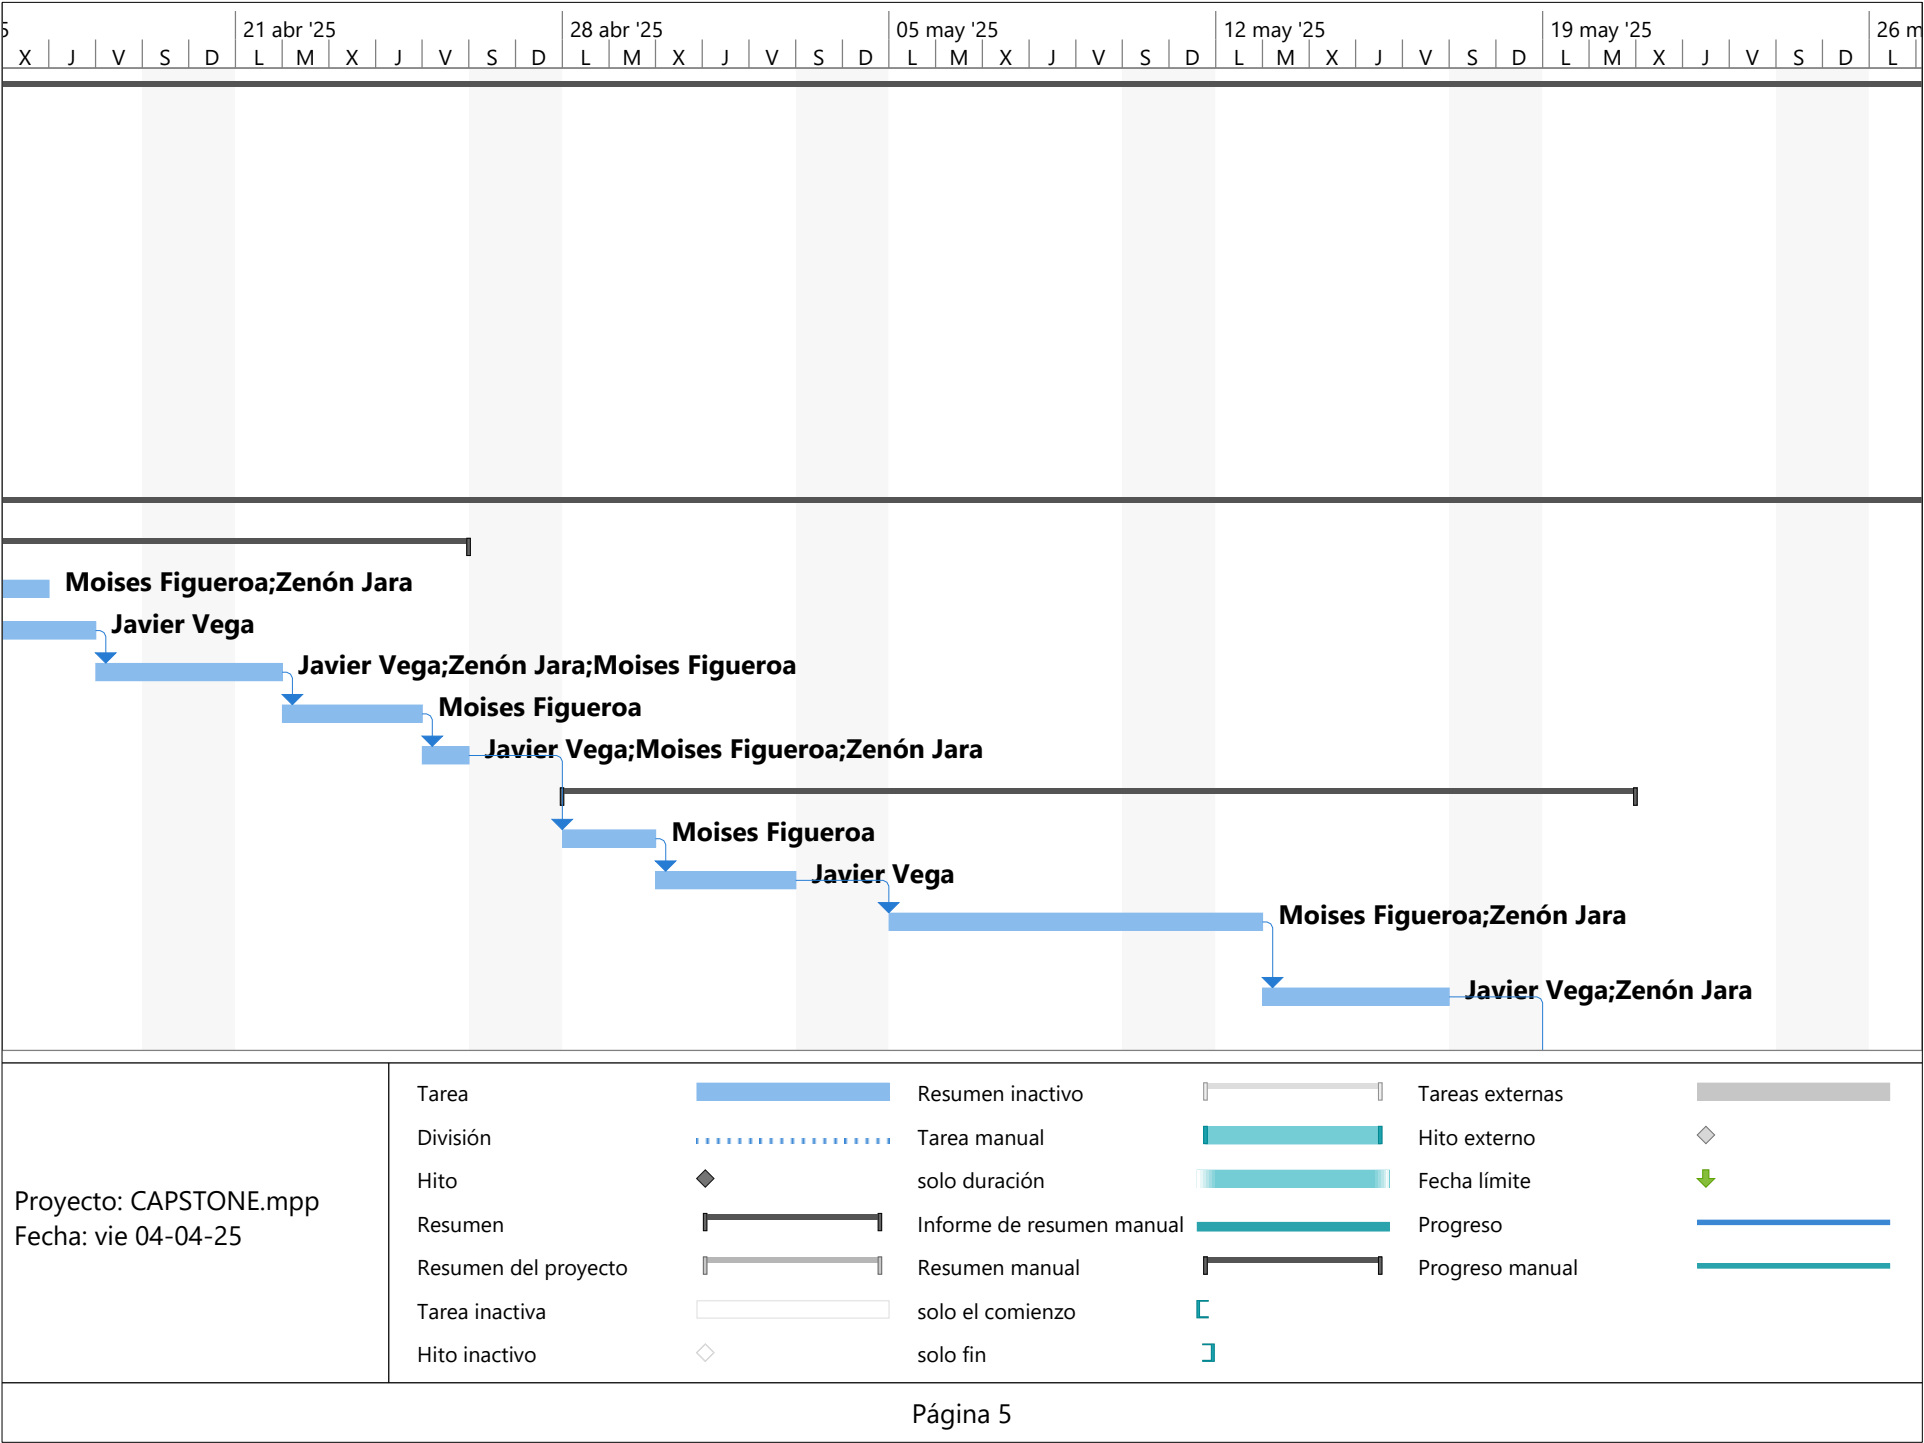 5 21 abr '25 28 abr '25 05 may '25 12 may '25 19 may '25 26 m
X J V S D L M X J V S D L M X J V S D L M X J V S D L M X J V S D L M X J V S D L
Moises Figueroa;Zenón Jara
Javier Vega
Javier Vega;Zenón Jara;Moises Figueroa
Moises Figueroa
Javier Vega;Moises Figueroa;Zenón Jara
Moises Figueroa
Javier Vega
Moises Figueroa;Zenón Jara
Javier Vega;Zenón Jara
Proyecto: CAPSTONE.mpp
Fecha: vie 04-04-25
Tarea
División
Hito
Resumen
Resumen del proyecto
Tarea inactiva
Hito inactivo
Resumen inactivo
Tarea manual
solo duración
Informe de resumen manual
Resumen manual
solo el comienzo
solo fin
Tareas externas
Hito externo
Fecha límite
Progreso
Progreso manual
Página 5